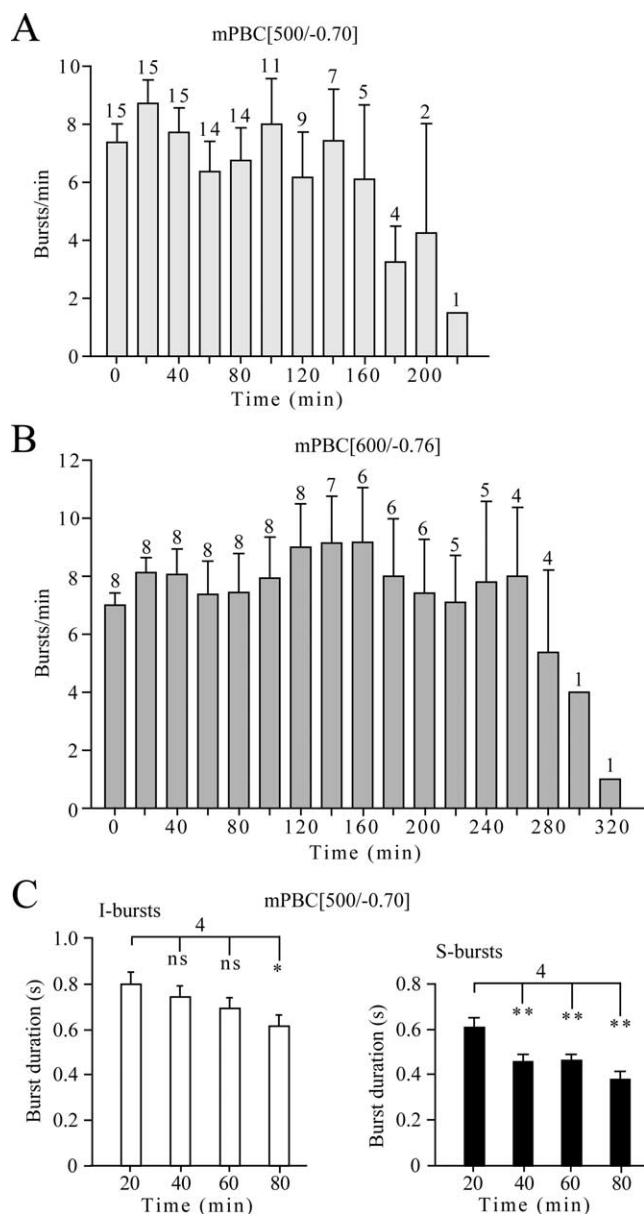 A
mPBC[500/-0.70]
Bursts/min
10
8
6
4
2
0
15 15 15 14 14 11 9 7 5 4 2 1
0 40 80 120 160 200
Time (min)
B
mPBC[600/-0.76]
Bursts/min
12
10
8
6
4
2
0
8 8 8 8 8 8 8 7 6 6 6 5 5 4 4 1 1
0 40 80 120 160 200 240 280 320
Time (min)
C
mPBC[500/-0.70]
I-bursts
Burst duration (s)
1.0
0.8
0.6
0.4
0.2
0
4
ns ns *
20 40 60 80
Time (min)
S-bursts
Burst duration (s)
0.8
0.6
0.4
0.2
0
4
** ** **
20 40 60 80
Time (min)